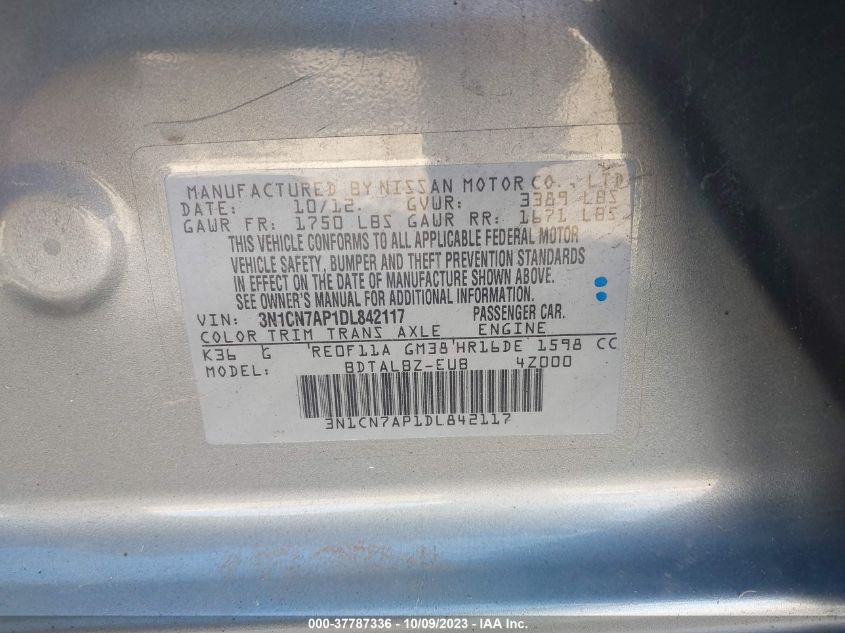 MANUFACTURED BY NISSAN MOTOR CO., LTD
DATE: 10/12. GVWR: 3389 LBS
GAWR FR: 1750 LBS GAWR RR: 1671 LBS
THIS VEHICLE CONFORMS TO ALL APPLICABLE FEDERAL MOTOR
VEHICLE SAFETY, BUMPER AND THEFT PREVENTION STANDARDS
IN EFFECT ON THE DATE OF MANUFACTURE SHOWN ABOVE.
SEE OWNER'S MANUAL FOR ADDITIONAL INFORMATION.
VIN: 3N1CN7AP1DL842117 PASSENGER CAR.
COLOR TRIM TRANS AXLE ENGINE
K36 G RE0F11A GM38 HR16DE 1598 CC
MODEL: BDTALBZ-EUB 4Z000
3N1CN7AP1DL842117
000-37787336 - 10/09/2023 - IAA Inc.